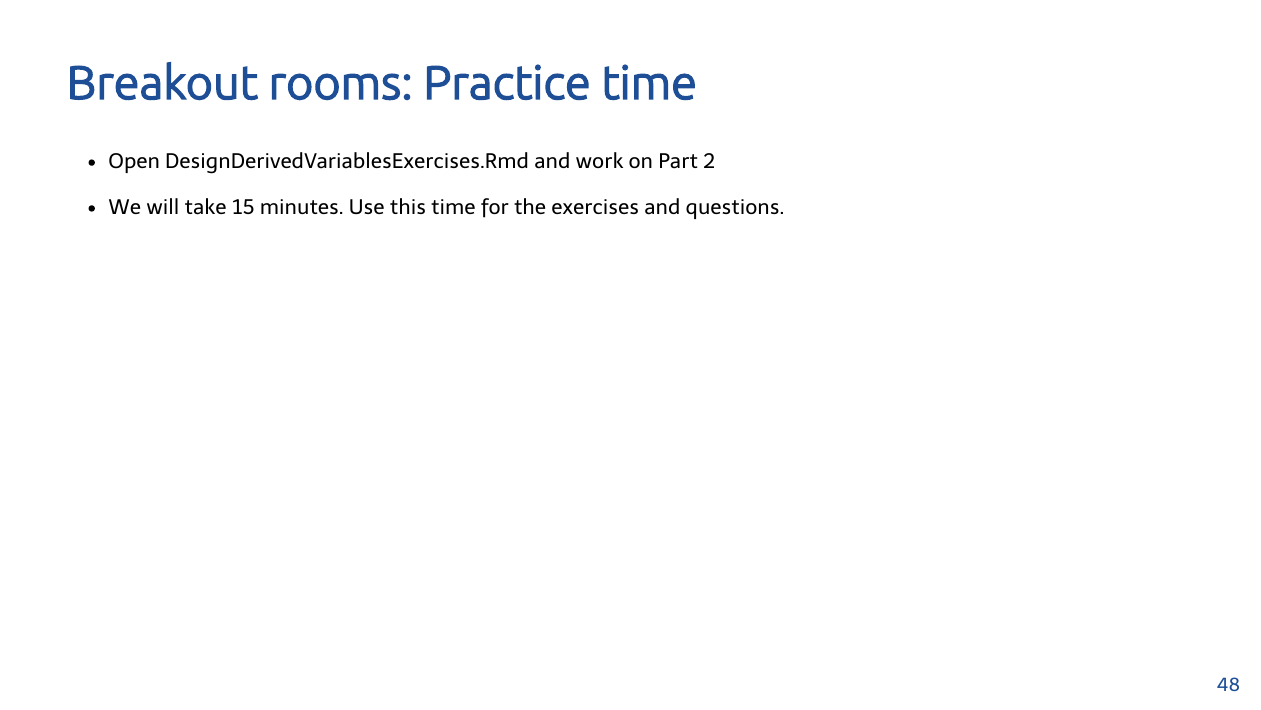 Breakout rooms: Practice time
• Open DesignDerivedVariablesExercises.Rmd and work on Part 2
• We will take 15 minutes. Use this time for the exercises and questions.
48